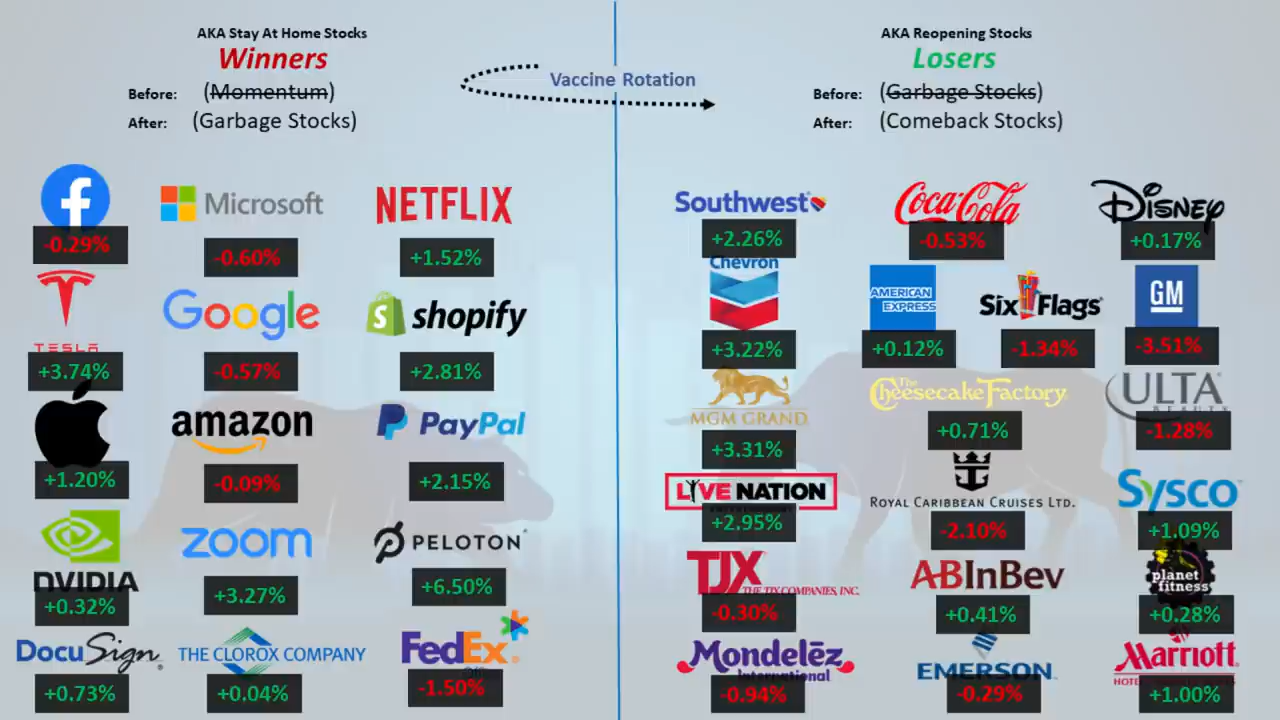 AKA Stay At Home Stocks
Winners
Before: (Momentum)
After: (Garbage Stocks)
Vaccine Rotation
AKA Reopening Stocks
Losers
Before: (Garbage Stocks)
After: (Comeback Stocks)
f
-0.29%
Microsoft
-0.60%
NETFLIX
+1.52%
TESLA
+3.74%
Google
-0.57%
S shopify
+2.81%
+1.20%
amazon
-0.09%
PayPal
+2.15%
NVIDIA
+0.32%
zoom
+3.27%
PELOTON
+6.50%
DocuSign
+0.73%
THE CLOROX COMPANY
+0.04%
FedEx
Office
-1.50%
Southwest
+2.26%
Coca-Cola
-0.53%
Disney
+0.17%
Chevron
+3.22%
AMERICAN
EXPRESS
+0.12%
Six Flags
-1.34%
GM
-3.51%
MGM GRAND
+3.31%
The Cheesecake Factory
+0.71%
ULTA
BEAUTY
-1.28%
LIVE NATION
+2.95%
ROYAL CARIBBEAN CRUISES LTD.
-2.10%
Sysco
+1.09%
TJX
THE TJX COMPANIES, INC.
-0.30%
ABInBev
+0.41%
planet
fitness
+0.28%
Mondelēz
International
-0.94%
EMERSON
-0.29%
Marriott
+1.00%